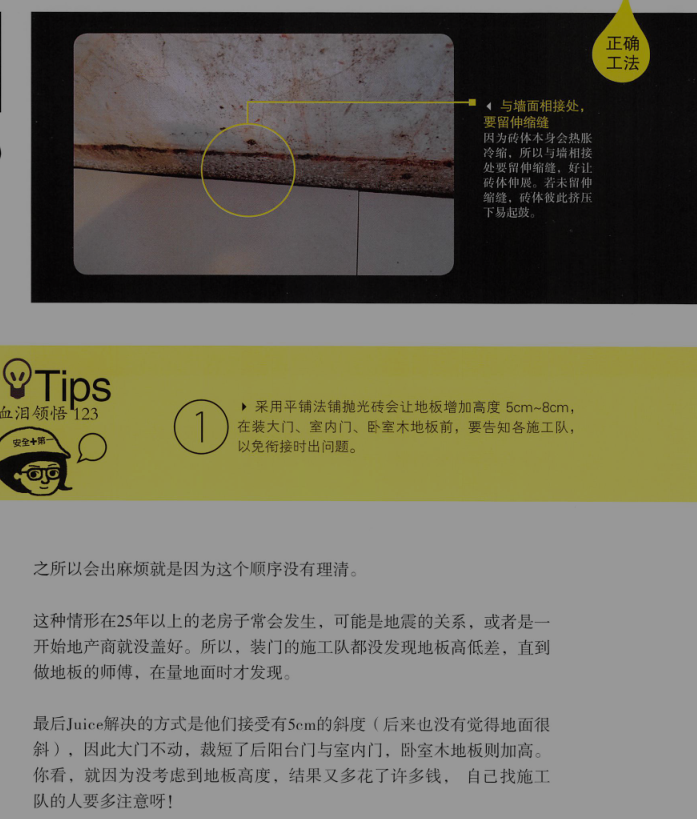 正确
工法
与墙面相接处，
要留伸缩缝
因为砖体本身会热胀
冷缩，所以与墙相接
处要留伸缩缝，好让
砖体伸展。若未留伸
缩缝，砖体彼此挤压
下易起鼓。
Tips
血泪领悟 123
安全+第一
1
采用平铺法铺抛光砖会让地板增加高度 5cm~8cm，
在装大门、室内门、卧室木地板前，要告知各施工队，
以免衔接时出问题。
之所以会出麻烦就是因为这个顺序没有理清。
这种情形在25年以上的老房子常会发生，可能是地震的关系，或者是一
开始地产商就没盖好。所以，装门的施工队都没发现地板高低差，直到
做地板的师傅，在量地面时才发现。
最后Juice解决的方式是他们接受有5cm的斜度（后来也没有觉得地面很
斜），因此大门不动，裁短了后阳台门与室内门，卧室木地板则加高。
你看，就因为没考虑到地板高度，结果又多花了许多钱， 自己找施工
队的人要多注意呀！